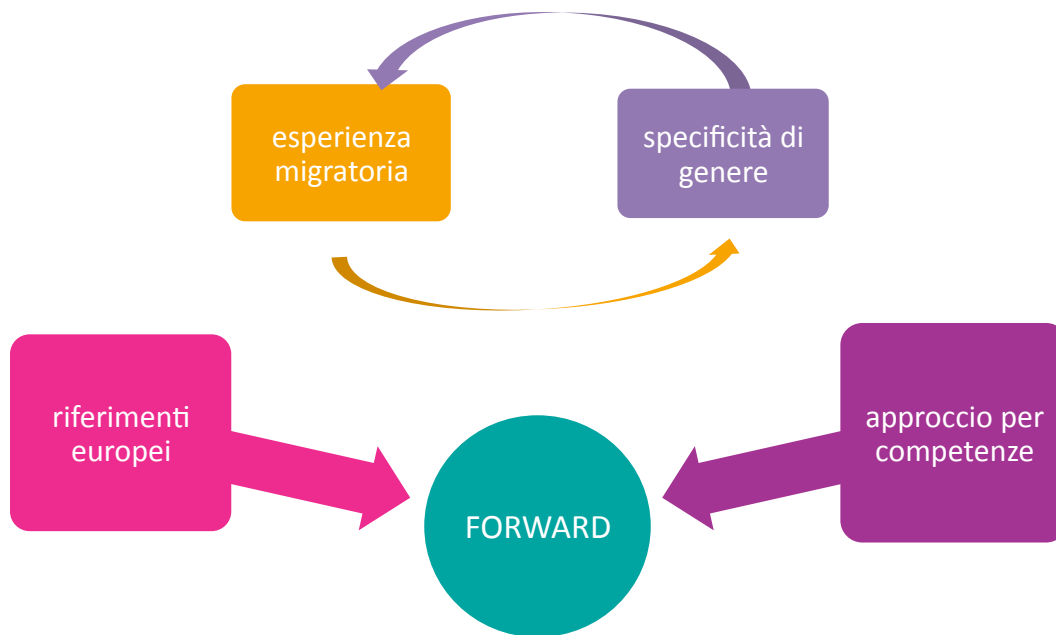 esperienza
migratoria
specificità di
genere
riferimenti
europei
approccio per
competenze
FORWARD